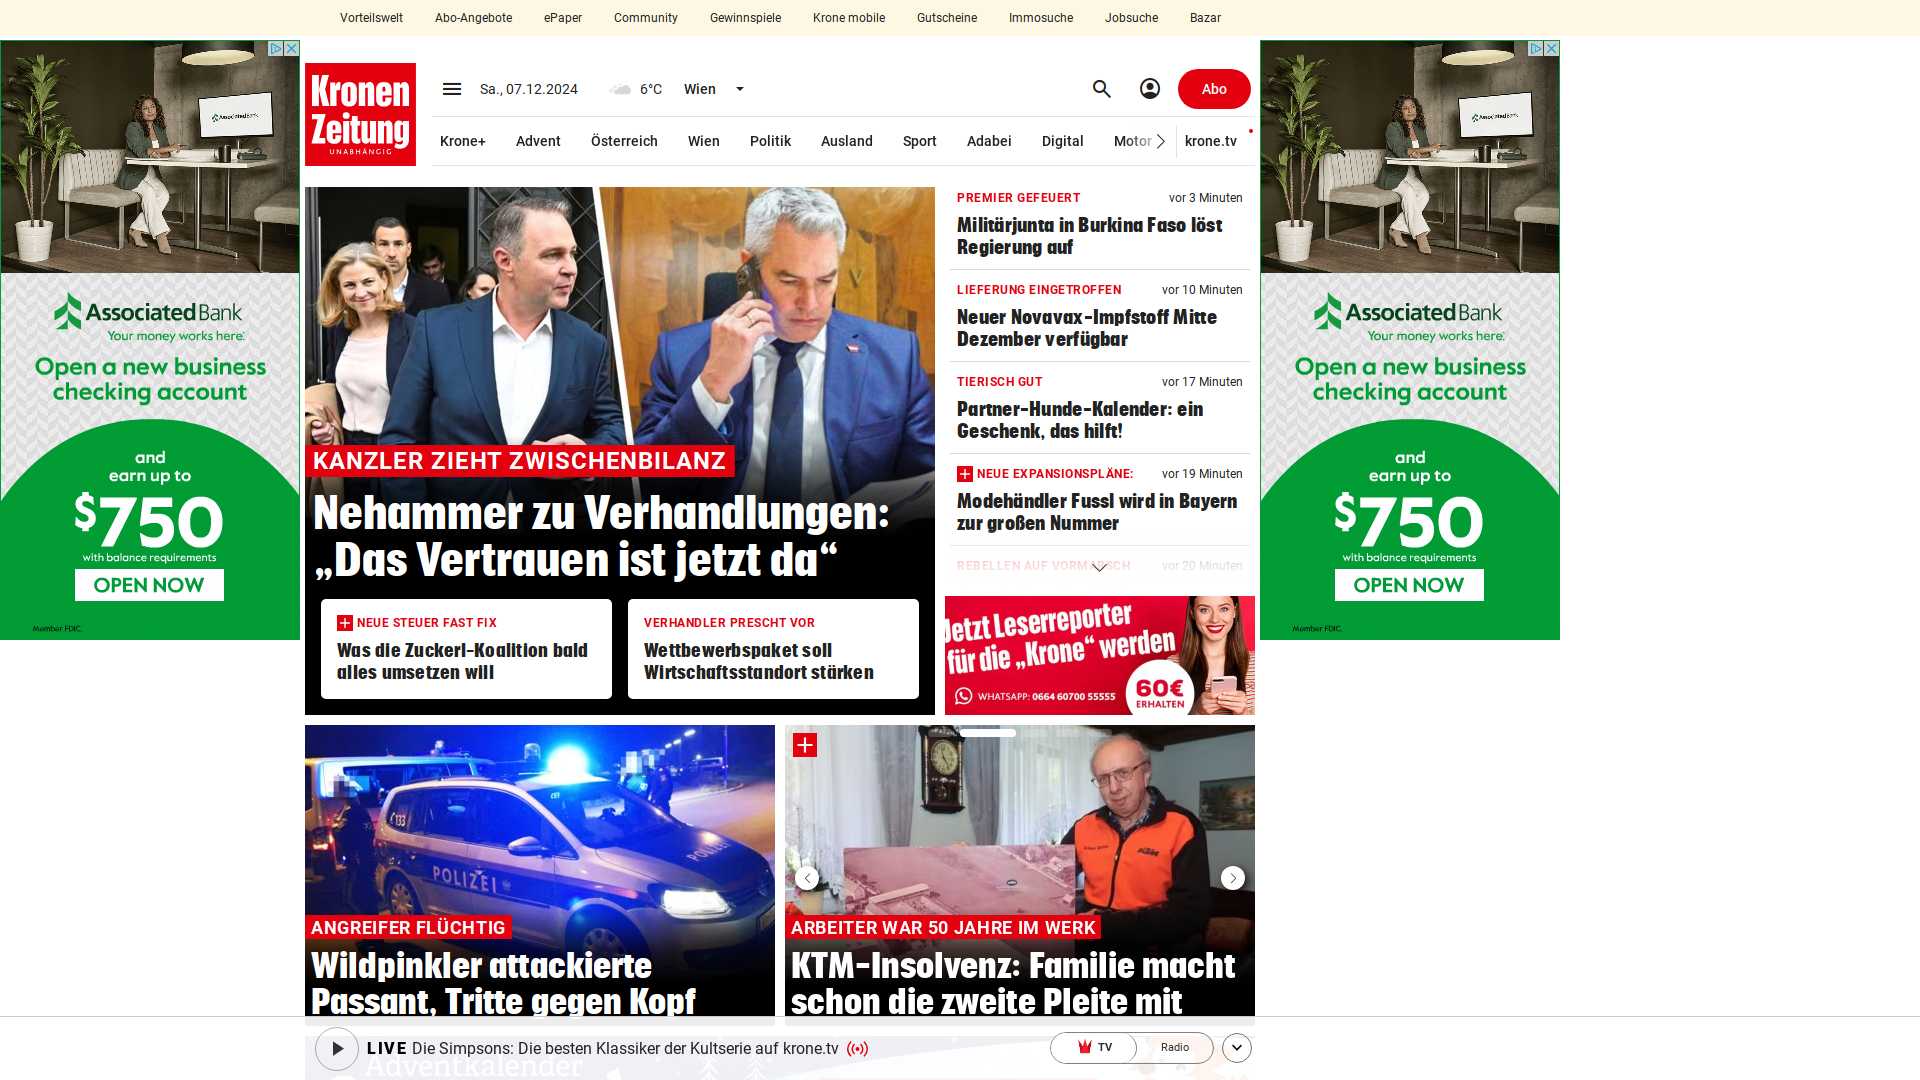 Vorteilswelt Abo-Angebote ePaper Community Gewinnspiele Krone mobile Gutscheine Immosuche Jobsuche Bazar
Kronen
Zeitung
UNABHÄNGIG
Sa., 07.12.2024 6°C Wien Abo
Krone+ Advent Österreich Wien Politik Ausland Sport Adabei Digital Motor krone.tv
AssociatedBank
AssociatedBank
Your money works here.
Open a new business
checking account
and
earn up to
$750
with balance requirements
OPEN NOW
Member FDIC.
KANZLER ZIEHT ZWISCHENBILANZ
Nehammer zu Verhandlungen:
„Das Vertrauen ist jetzt da“
NEUE STEUER FAST FIX
Was die Zuckerl-Koalition bald
alles umsetzen will
VERHANDLER PRESCHT VOR
Wettbewerbspaket soll
Wirtschaftsstandort stärken
PREMIER GEFEUERT vor 3 Minuten
Militärjunta in Burkina Faso löst
Regierung auf
LIEFERUNG EINGETROFFEN vor 10 Minuten
Neuer Novavax-Impfstoff Mitte
Dezember verfügbar
TIERISCH GUT vor 17 Minuten
Partner-Hunde-Kalender: ein
Geschenk, das hilft!
NEUE EXPANSIONSPLÄNE: vor 19 Minuten
Modehändler Fussl wird in Bayern
zur großen Nummer
REBELLEN AUF VORMARSCH vor 20 Minuten
Jetzt Leserreporter
für die „Krone“ werden
WHATSAPP: 0664 60700 55555
60€
ERHALTEN
AssociatedBank
AssociatedBank
Your money works here.
Open a new business
checking account
and
earn up to
$750
with balance requirements
OPEN NOW
Member FDIC.
133
POLIZEI
POLIZEI
ANGREIFER FLÜCHTIG
Wildpinkler attackierte
Passant, Tritte gegen Kopf
KTM
ARBEITER WAR 50 JAHRE IM WERK
KTM-Insolvenz: Familie macht
schon die zweite Pleite mit
LIVE Die Simpsons: Die besten Klassiker der Kultserie auf krone.tv
TV Radio
Adventkalender